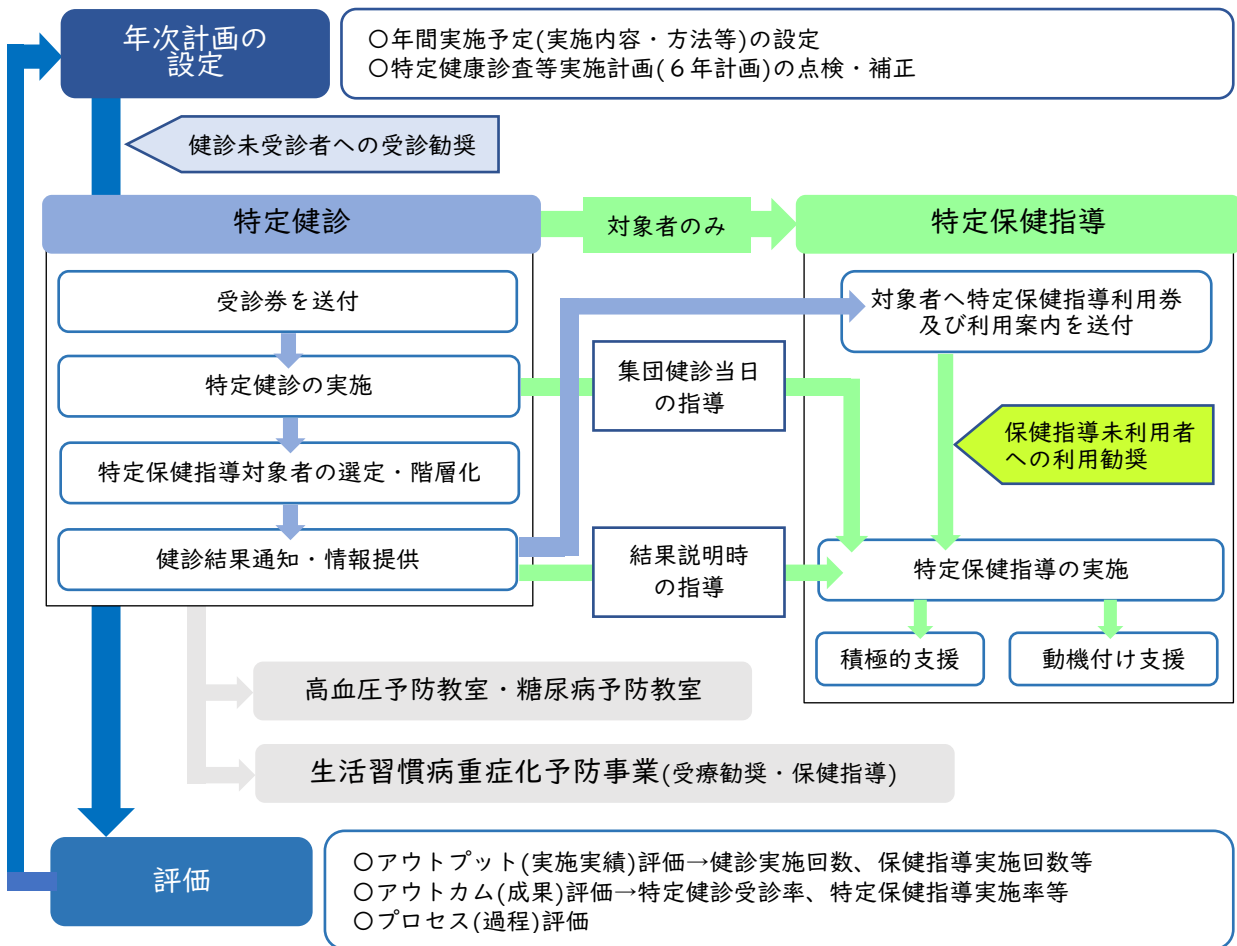 年次計画の
設定
○年間実施予定(実施内容・方法等)の設定
○特定健康診査等実施計画(６年計画)の点検・補正
健診未受診者への受診勧奨
特定健診
対象者のみ
特定保健指導
受診券を送付
特定健診の実施
特定保健指導対象者の選定・階層化
健診結果通知・情報提供
集団健診当日
の指導
結果説明時
の指導
対象者へ特定保健指導利用券
及び利用案内を送付
保健指導未利用者
への利用勧奨
特定保健指導の実施
積極的支援
動機付け支援
高血圧予防教室・糖尿病予防教室
生活習慣病重症化予防事業(受療勧奨・保健指導)
評価
○アウトプット(実施実績)評価→健診実施回数、保健指導実施回数等
○アウトカム(成果)評価→特定健診受診率、特定保健指導実施率等
○プロセス(過程)評価